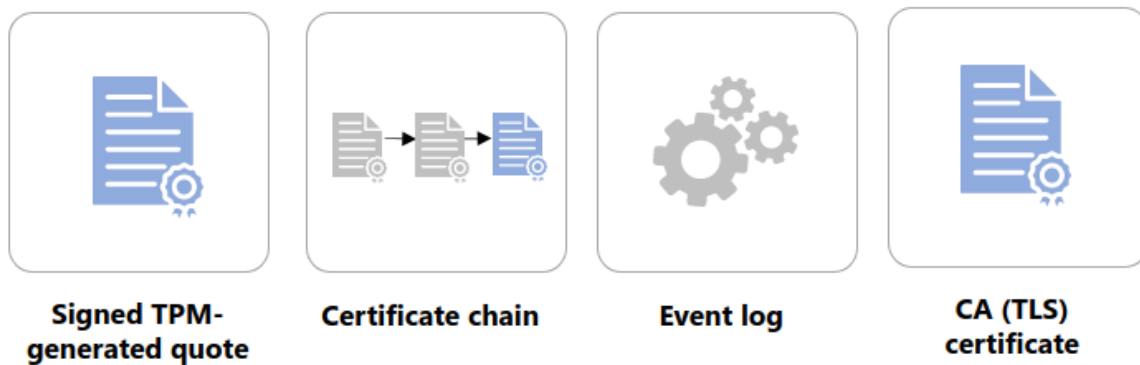 Signed TPM-
generated quote
Certificate chain
Event log
CA (TLS)
certificate